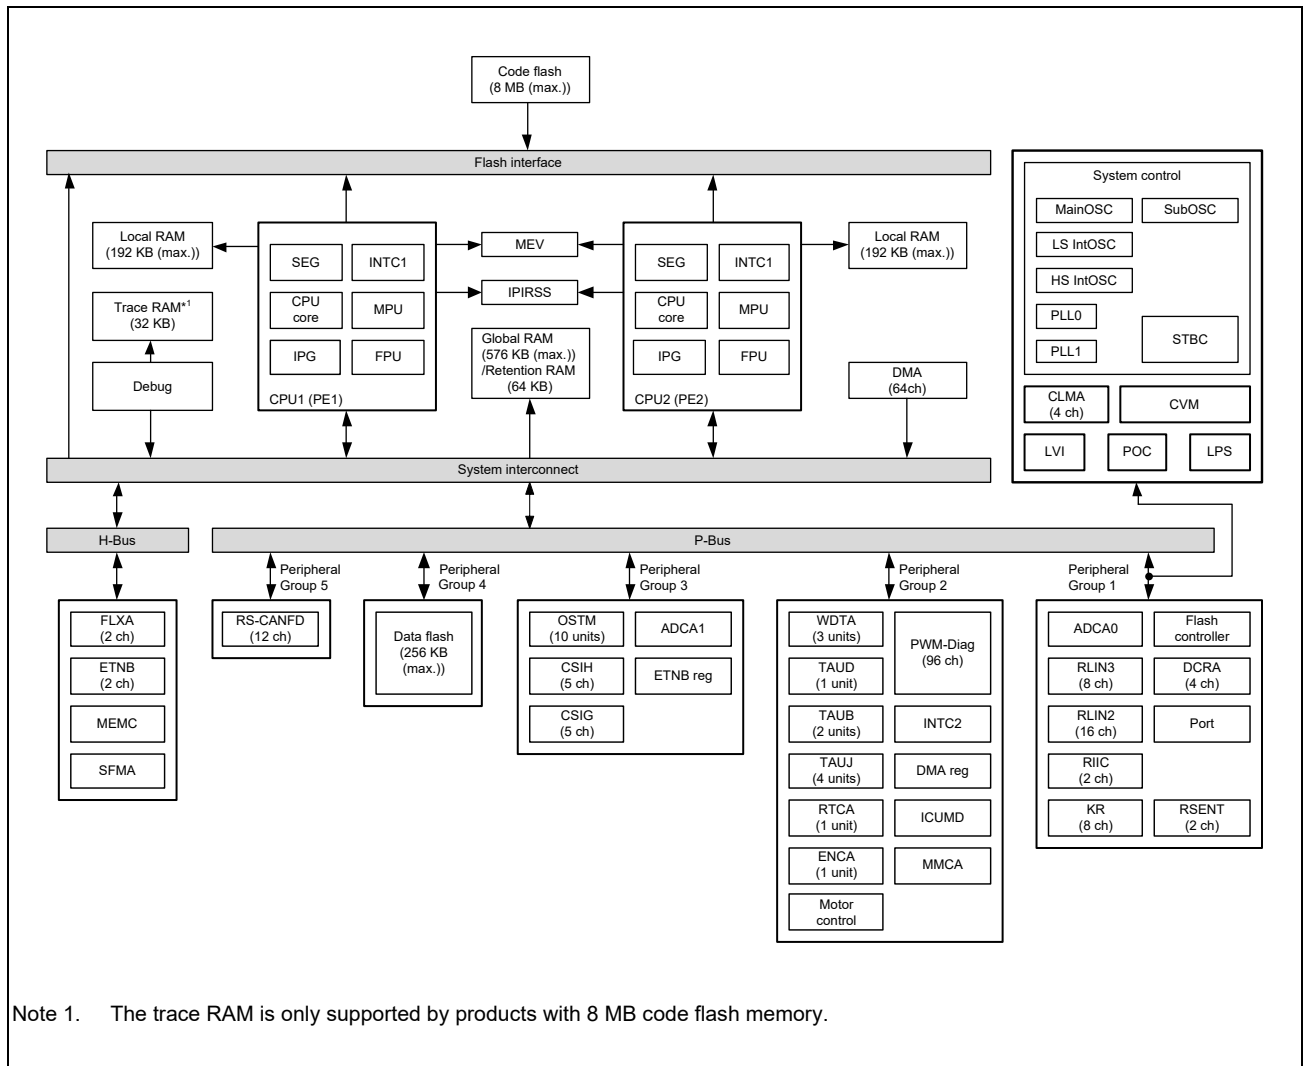 Code flash
(8 MB (max.))
Flash interface
Local RAM
(192 KB (max.))
Trace RAM*1
(32 KB)
Debug
SEG
INTC1
CPU
core
MPU
IPG
FPU
CPU1 (PE1)
MEV
IPIRSS
Global RAM
(576 KB (max.))
/Retention RAM
(64 KB)
SEG
INTC1
CPU
core
MPU
IPG
FPU
CPU2 (PE2)
Local RAM
(192 KB (max.))
DMA
(64ch)
System control
MainOSC
SubOSC
LS IntOSC
HS IntOSC
PLL0
PLL1
STBC
CLMA
(4 ch)
CVM
LVI
POC
LPS
System interconnect
H-Bus
P-Bus
FLXA
(2 ch)
ETNB
(2 ch)
MEMC
SFMA
Peripheral
Group 5
RS-CANFD
(12 ch)
Peripheral
Group 4
Data flash
(256 KB
(max.))
Peripheral
Group 3
OSTM
(10 units)
ADCA1
CSIH
(5 ch)
ETNB reg
CSIG
(5 ch)
Peripheral
Group 2
WDTA
(3 units)
PWM-Diag
(96 ch)
TAUD
(1 unit)
TAUB
(2 units)
INTC2
TAUJ
(4 units)
DMA reg
RTCA
(1 unit)
ICUMD
ENCA
(1 unit)
MMCA
Motor
control
Peripheral
Group 1
ADCA0
Flash
controller
RLIN3
(8 ch)
DCRA
(4 ch)
RLIN2
(16 ch)
Port
RIIC
(2 ch)
KR
(8 ch)
RSENT
(2 ch)
Note 1. The trace RAM is only supported by products with 8 MB code flash memory.